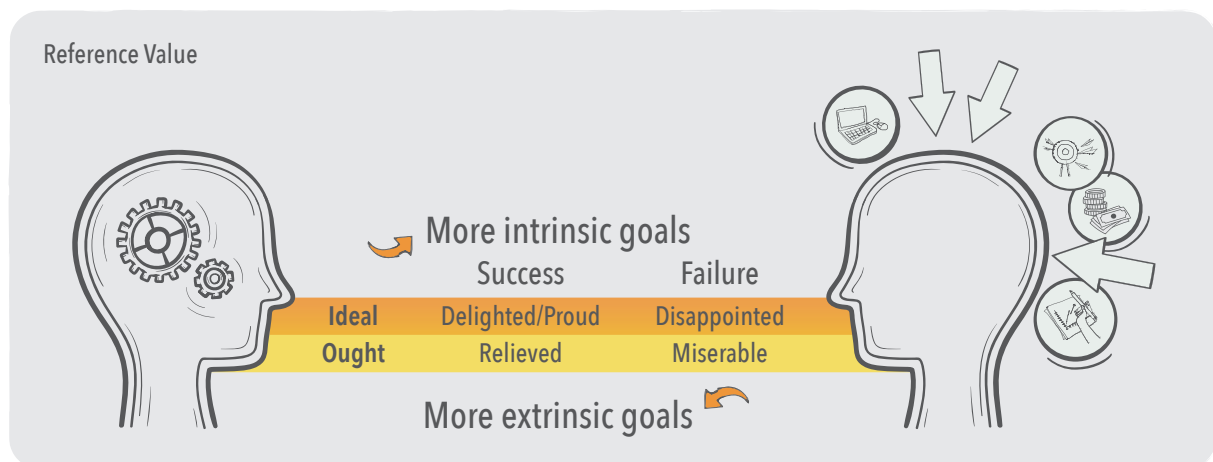 Reference Value
More intrinsic goals
Success Failure
Ideal Delighted/Proud Disappointed
Ought Relieved Miserable
More extrinsic goals